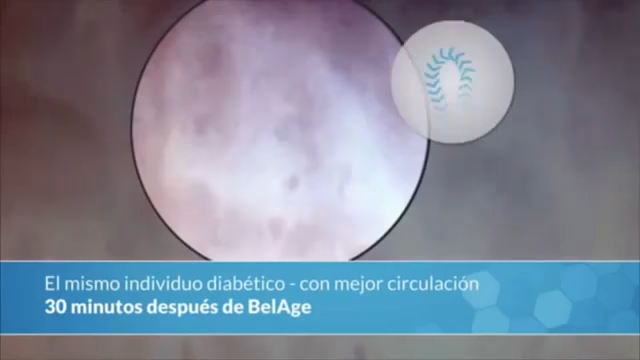 El mismo individuo diabético - con mejor circulación
30 minutos después de BelAge